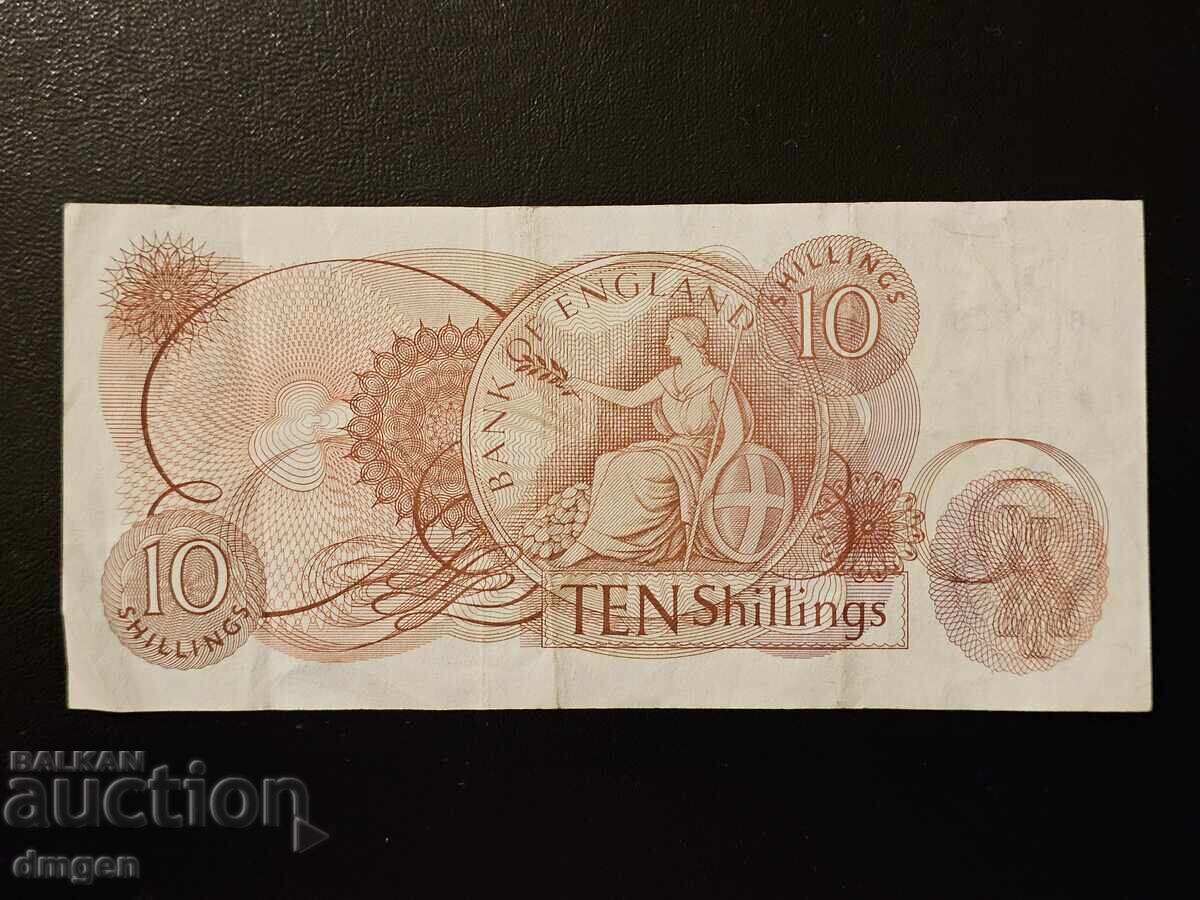 BANK OF ENGLAND
SHILLINGS
10
10
SHILLINGS
TEN Shillings
BALKAN
auction
dmgen